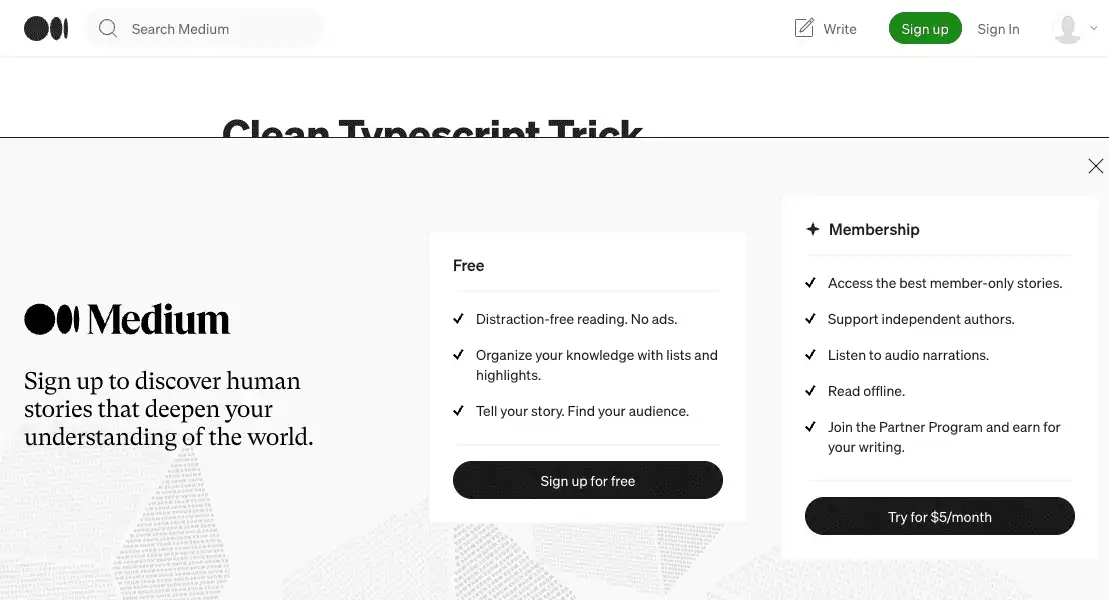 Search Medium
Write
Sign up
Sign In
Clean Typescript Trick
Medium
Sign up to discover human
stories that deepen your
understanding of the world.
Free
Distraction-free reading. No ads.
Organize your knowledge with lists and
highlights.
Tell your story. Find your audience.
Sign up for free
Membership
Access the best member-only stories.
Support independent authors.
Listen to audio narrations.
Read offline.
Join the Partner Program and earn for
your writing.
Try for $5/month